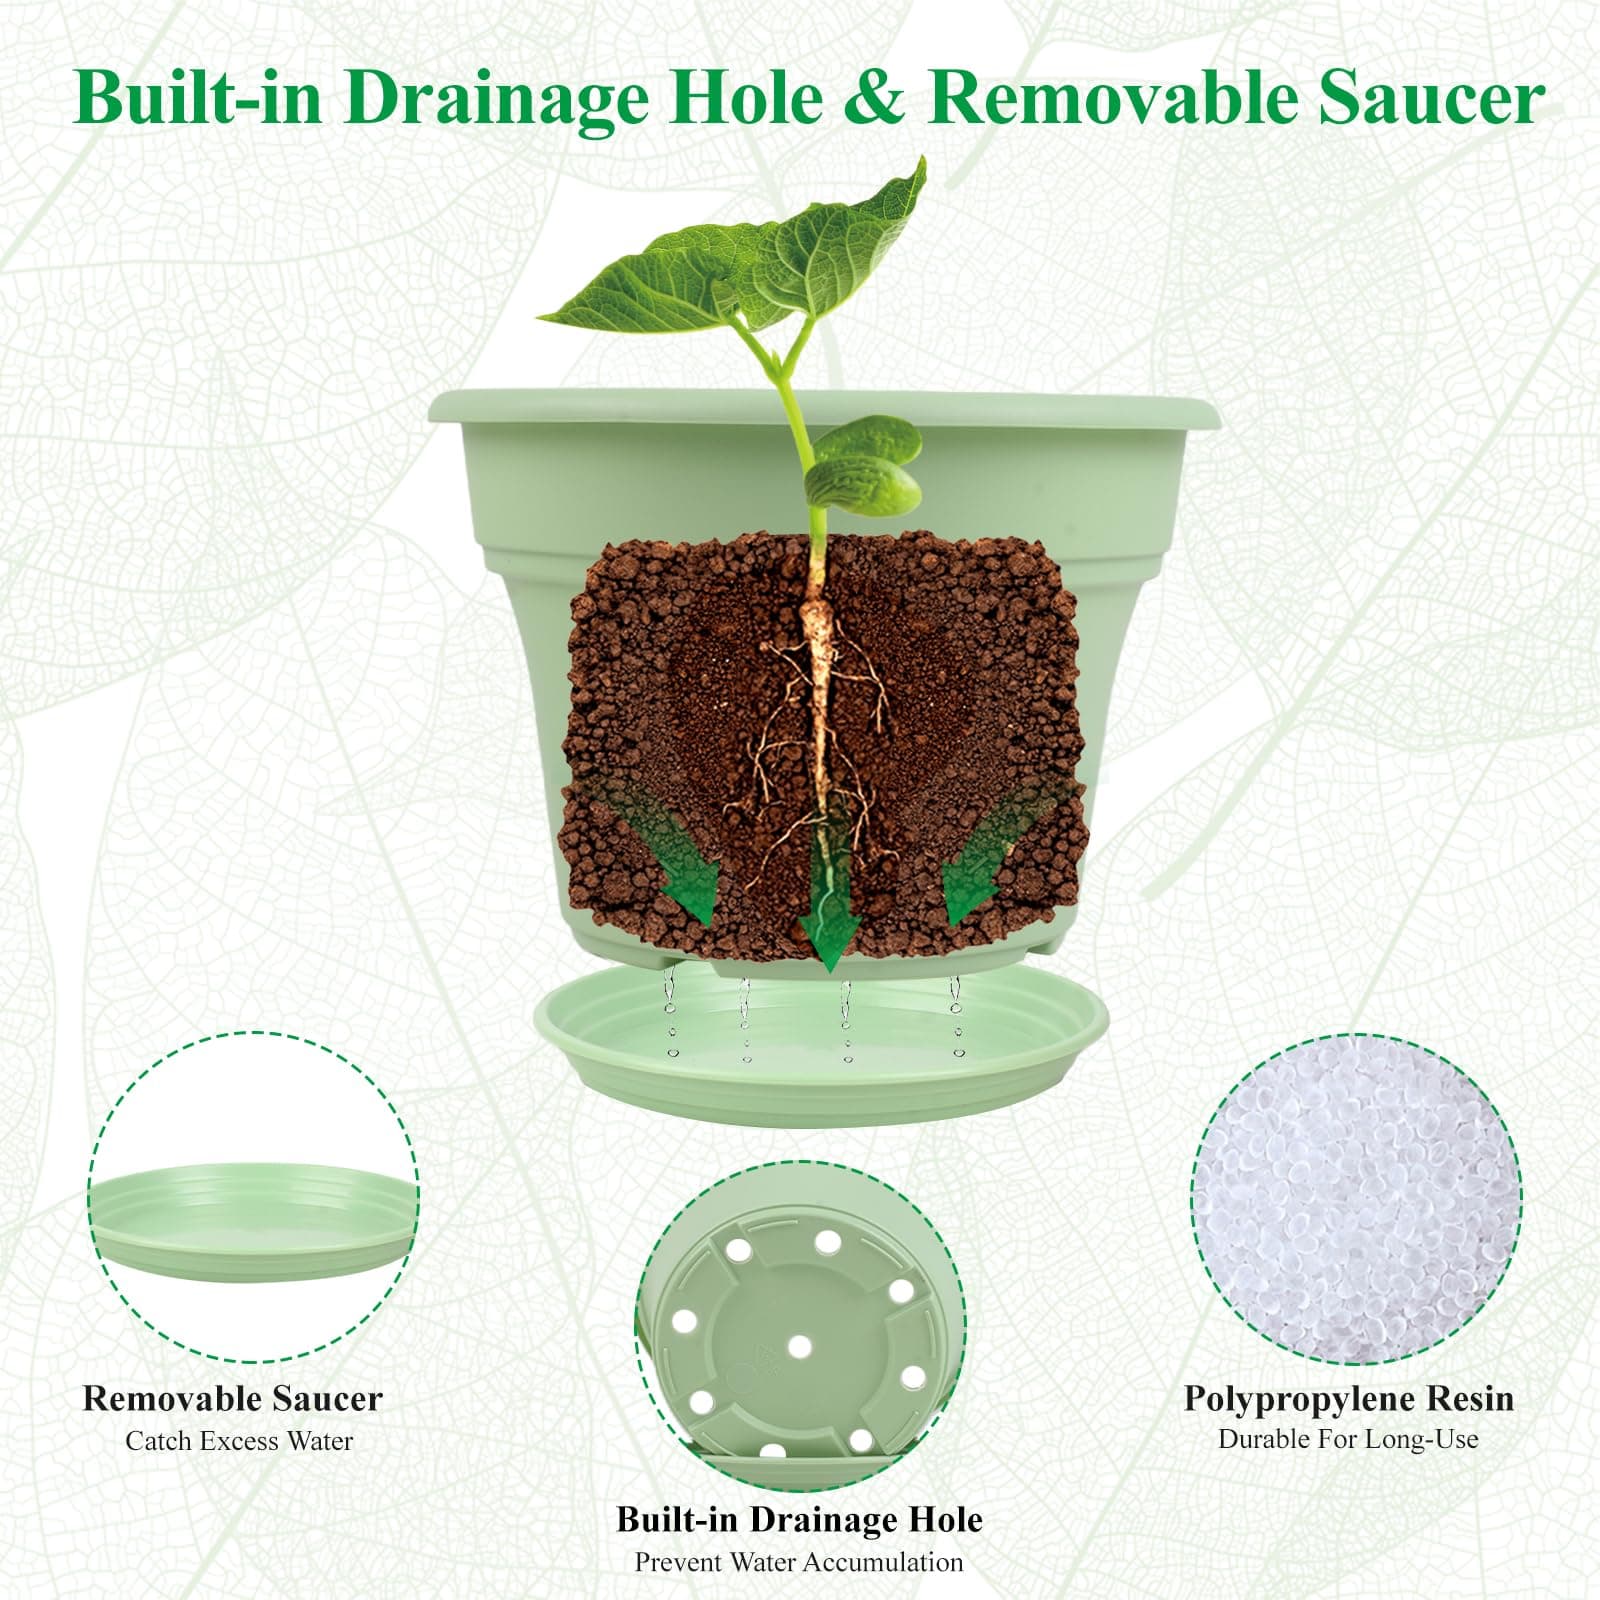 Built-in Drainage Hole & Removable Saucer
Removable Saucer
Catch Excess Water
Built-in Drainage Hole
Prevent Water Accumulation
Polypropylene Resin
Durable For Long-Use